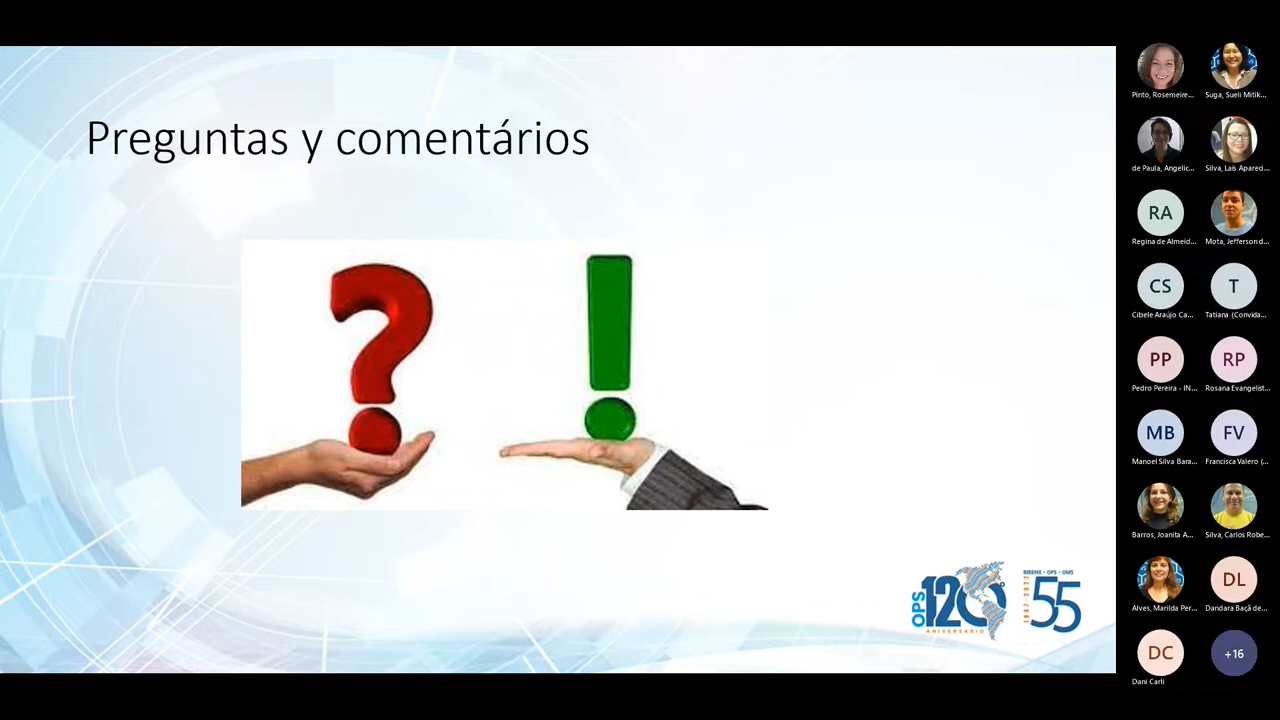 Preguntas y comentários
?
!
OPS
120
ANIVERSARIO
BIREME • OPS • OMS
1967 - 2022
55
Pinto, Rosemeire...
Suga, Sueli Mitik...
de Paula, Angelic...
Silva, Lais Apareci...
RA
Regina de Almeid...
Mota, Jefferson d...
CS
Cibele Araújo Ca...
T
Tatiana (Convida...
PP
Pedro Pereira - IN...
RP
Rosana Evangelist...
MB
Manoel Silva Bara...
FV
Francisca Valero (...
Barros, Joanita A...
Silva, Carlos Robe...
Alves, Marilda Per...
DL
Dandara Baçã de...
DC
Dani Carli
+16